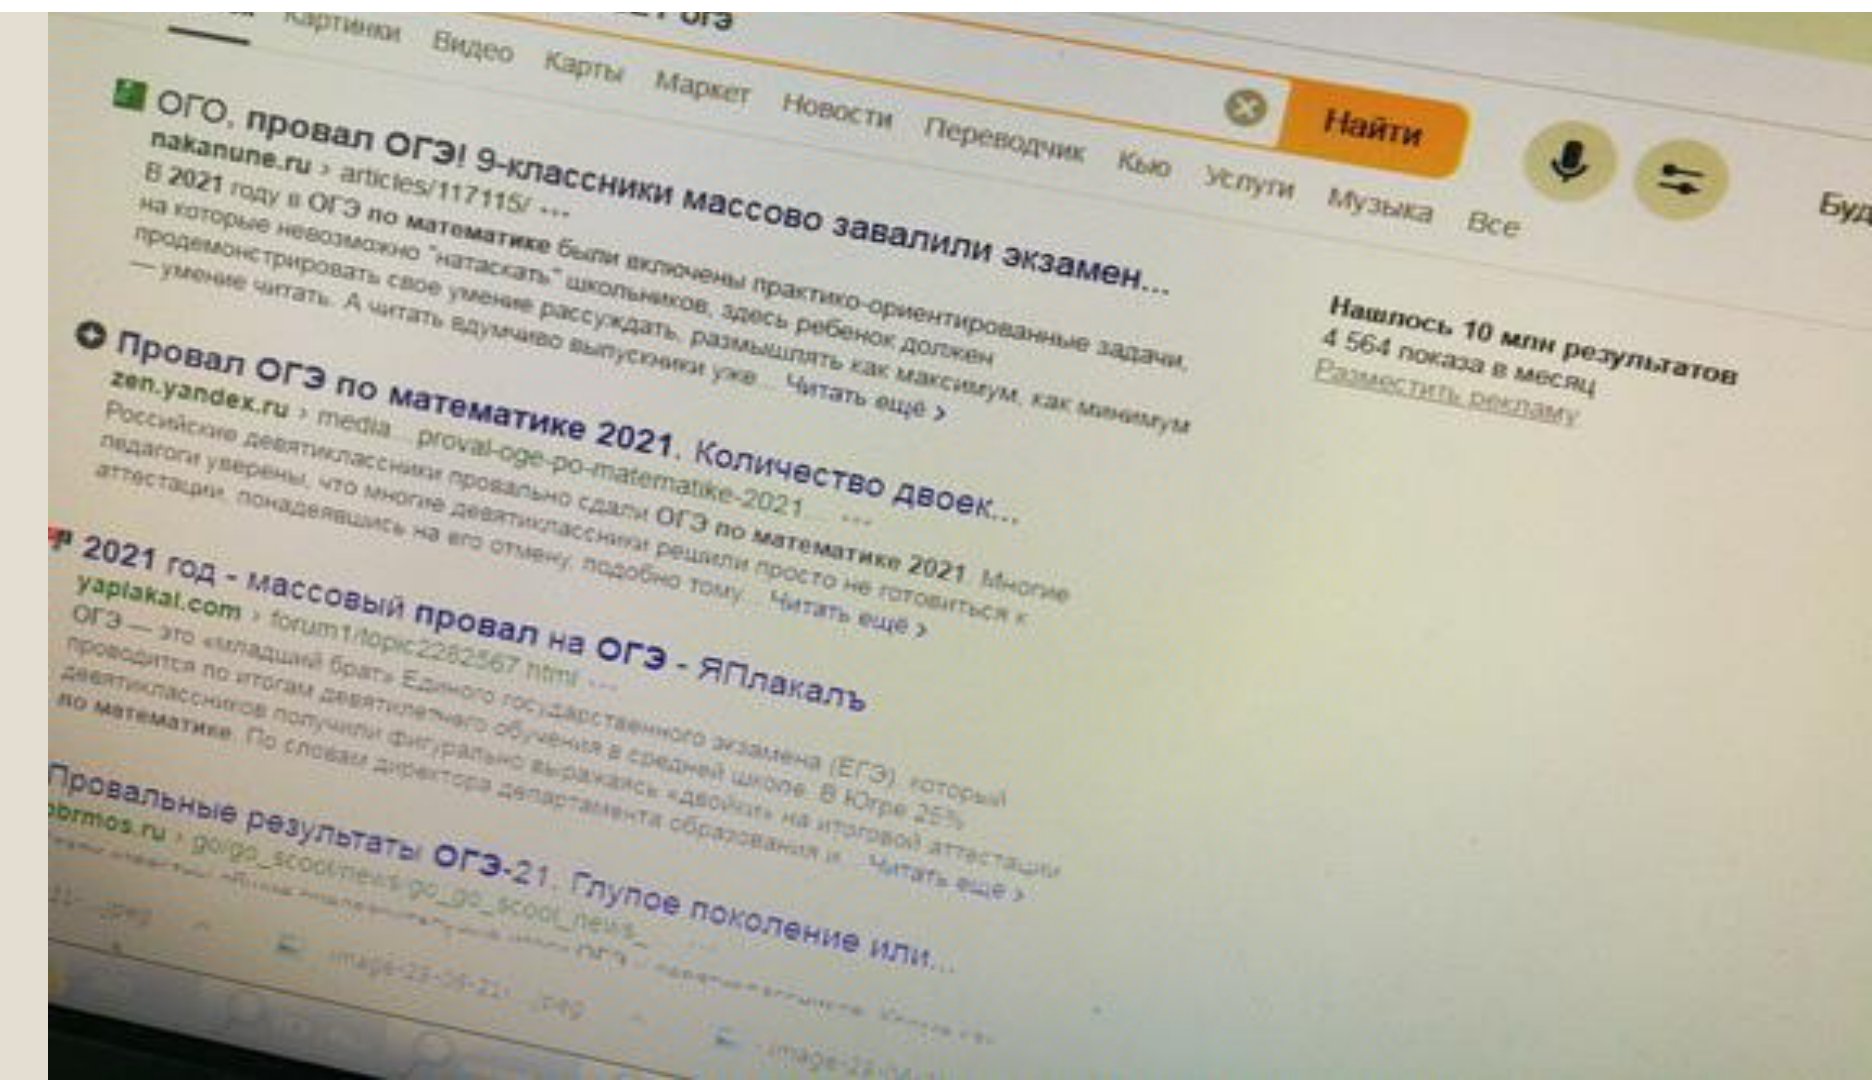 огэ
Картинки Видео Карты Маркет Новости Переводчик Кью Услуги Музыка Все
Найти
ОГО, провал ОГЭ! 9-классники массово завалили экзамен...
nakanune.ru › articles/117115/ ...
В 2021 году в ОГЭ по математике были включены практико-ориентированные задачи,
на которые невозможно "натаскать" школьников, здесь ребенок должен
продемонстрировать свое умение рассуждать, размышлять как максимум, как минимум
— умение читать. А читать вдумчиво выпускники уже... Читать ещё ›
Нашлось 10 млн результатов
4 564 показа в месяц
Разместить рекламу
Провал ОГЭ по математике 2021. Количество двоек...
zen.yandex.ru › media... proval-oge-po-matematike-2021... ...
Российские девятиклассники провально сдали ОГЭ по математике 2021. Многие
педагоги уверены, что многие девятиклассники решили просто не готовиться к
аттестации, понадеявшись на его отмену, подобно тому... Читать ещё ›
2021 год - массовый провал на ОГЭ - ЯПлакалъ
yaplakal.com › forum1/topic2282567.html ...
ОГЭ — это «младший брат» Единого государственного экзамена (ЕГЭ), который
проводится по итогам девятилетнего обучения в средней школе. В Югре 25%
девятиклассников получили фигурально выражаясь «двойки» на итоговой аттестации
по математике. По словам директора департамента образования и... Читать ещё ›
Провальные результаты ОГЭ-21. Глупое поколение или...
obrmos.ru › go/go_scool/news/go_go_scool_news_